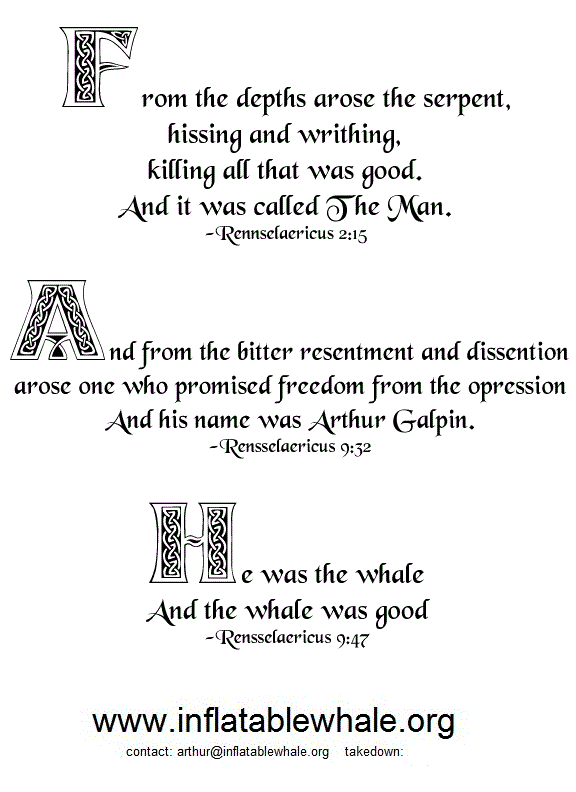 From the depths arose the serpent,
hissing and writhing,
killing all that was good.
And it was called The Man.
-Rennselaericus 2:15
And from the bitter resentment and dissention
arose one who promised freedom from the opression
And his name was Arthur Galpin.
-Rensselaericus 9:32
He was the whale
And the whale was good
-Rensselaericus 9:47
www.inflatablewhale.org
contact: arthur@inflatablewhale.org takedown: